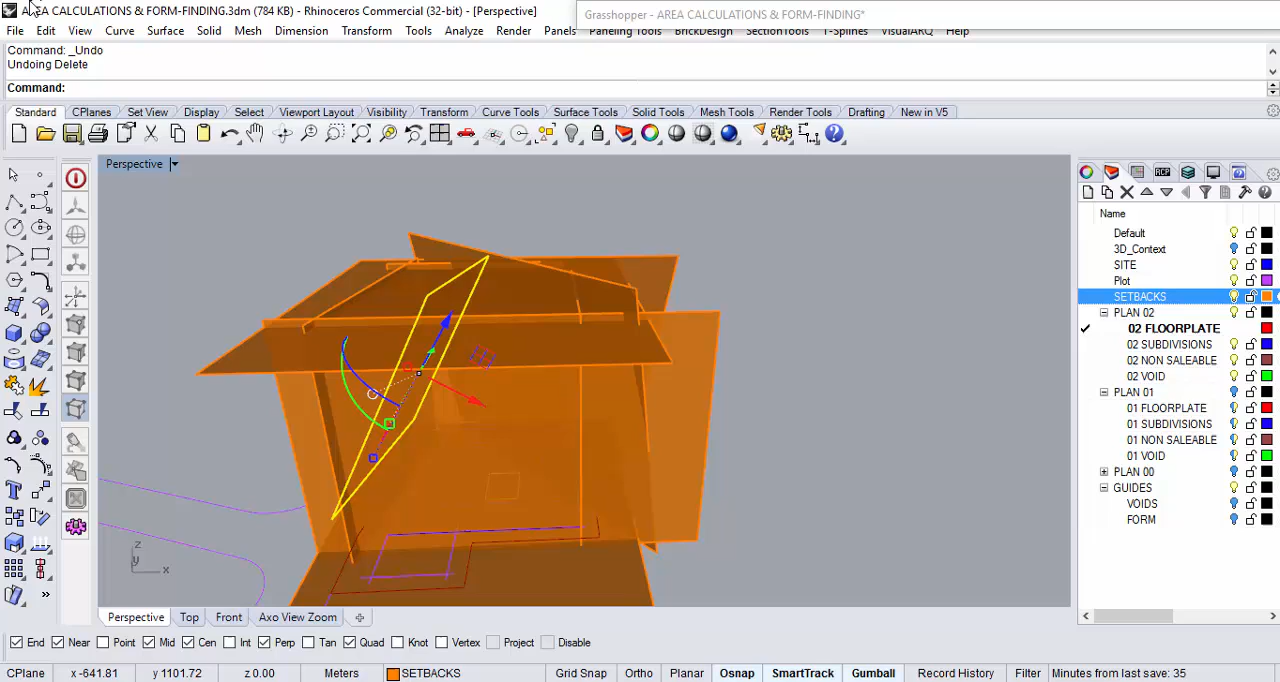 AREA CALCULATIONS & FORM-FINDING.3dm (784 KB) - Rhinoceros Commercial (32-bit) - [Perspective]
Grasshopper - AREA CALCULATIONS & FORM-FINDING*
File Edit View Curve Surface Solid Mesh Dimension Transform Tools Analyze Render Panels Paneling Tools BrickDesign SectionTools T-Splines VisualARQ Help
Command: _Undo
Undoing Delete
Command:
Standard CPlanes Set View Display Select Viewport Layout Visibility Transform Curve Tools Surface Tools Solid Tools Mesh Tools Render Tools Drafting New in V5
Perspective
Name
Default
3D_Context
SITE
Plot
SETBACKS
PLAN 02
02 FLOORPLATE
02 SUBDIVISIONS
02 NON SALEABLE
02 VOID
PLAN 01
01 FLOORPLATE
01 SUBDIVISIONS
01 NON SALEABLE
01 VOID
PLAN 00
GUIDES
VOIDS
FORM
z
y
x
Perspective Top Front Axo View Zoom
End Near Point Mid Cen Int Perp Tan Quad Knot Vertex Project Disable
CPlane x -641.81 y 1101.72 z 0.00 Meters SETBACKS Grid Snap Ortho Planar Osnap SmartTrack Gumball Record History Filter Minutes from last save: 35